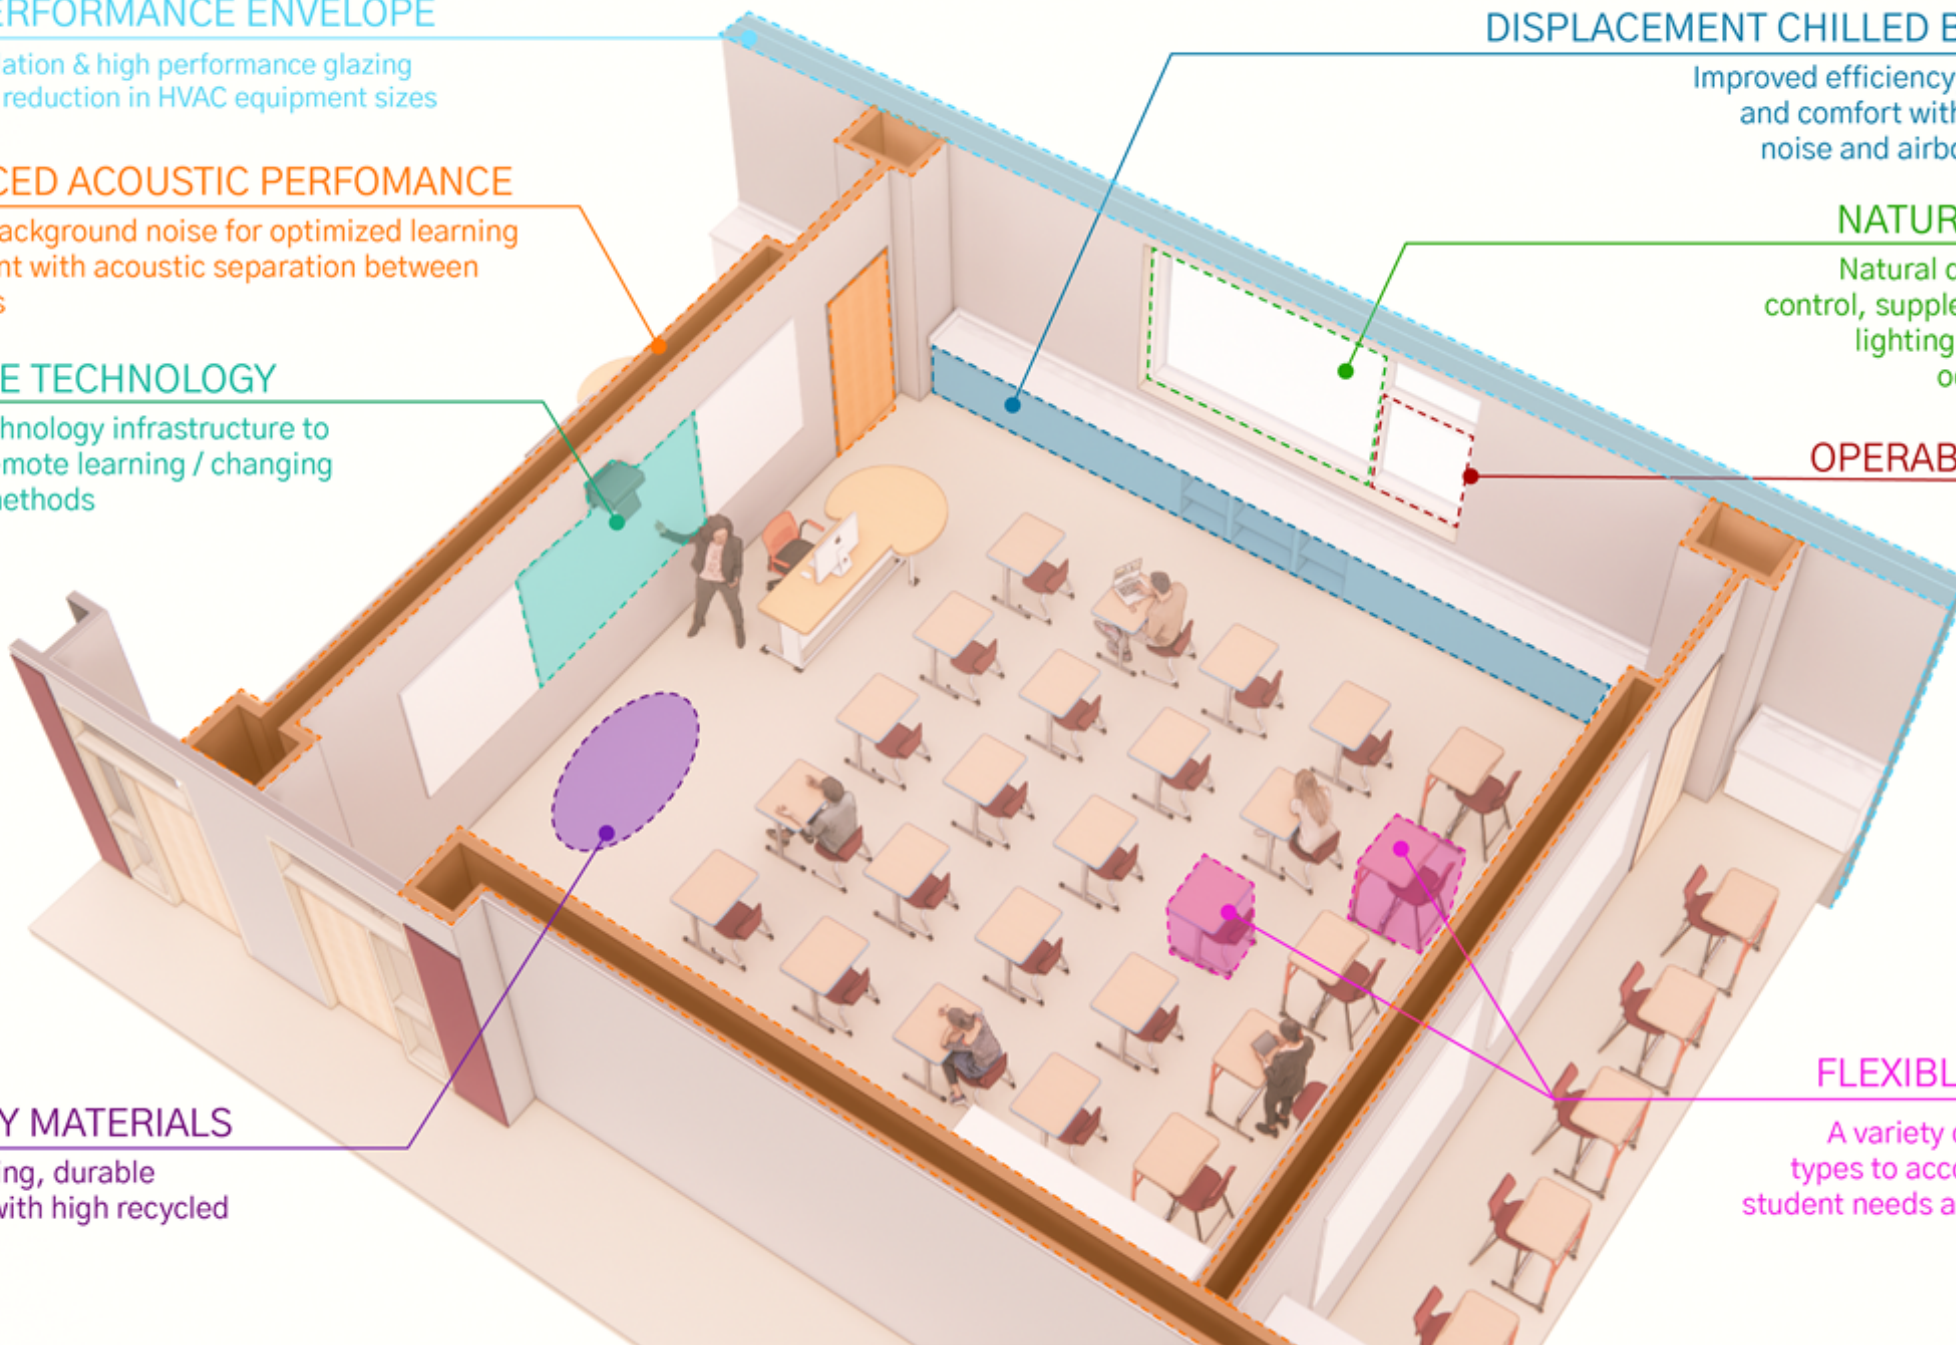 ERFORMANCE ENVELOPE
ation & high performance glazing
reduction in HVAC equipment sizes
CED ACOUSTIC PERFOMANCE
ackground noise for optimized learning
nt with acoustic separation between
s
E TECHNOLOGY
hnology infrastructure to
emote learning / changing
nethods
Y MATERIALS
ing, durable
with high recycled
DISPLACEMENT CHILLED B
Improved efficiency
and comfort with
noise and airbo
NATUR
Natural d
control, supple
lighting
o
OPERAB
FLEXIBL
A variety o
types to acco
student needs a